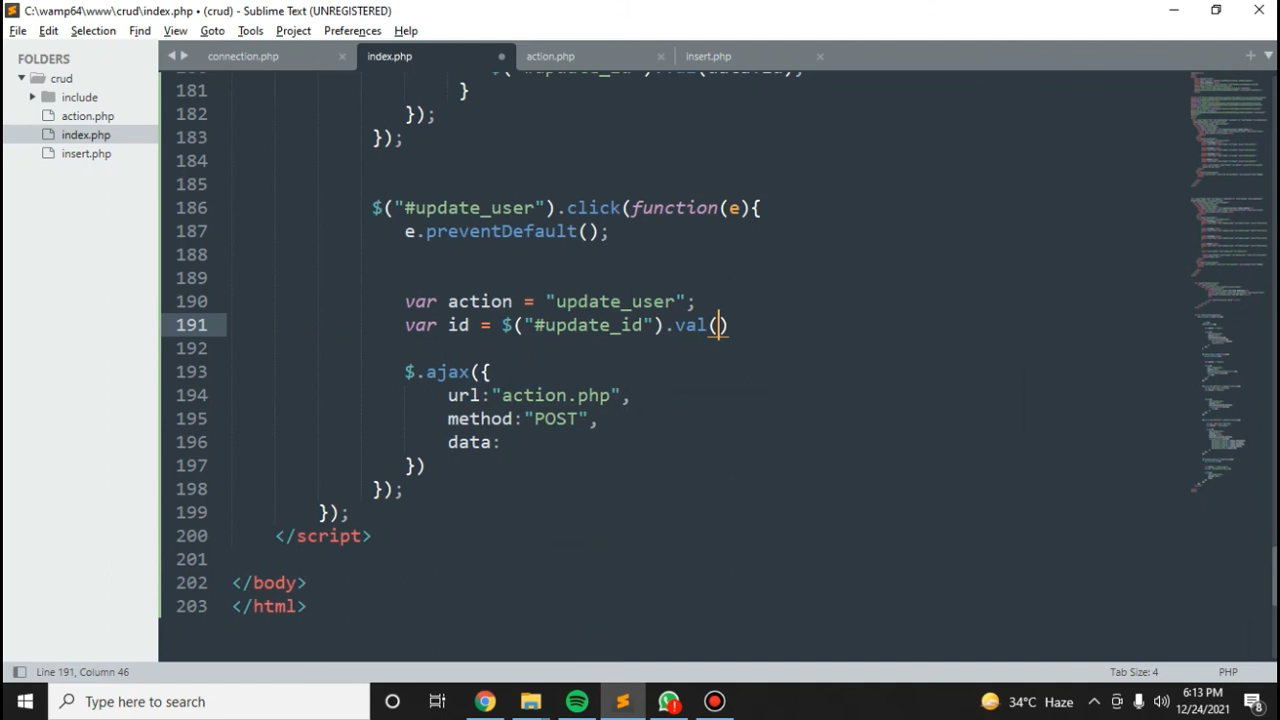 C:\wamp64\www\crud\index.php • (crud) - Sublime Text (UNREGISTERED)
File Edit Selection Find View Goto Tools Project Preferences Help
FOLDERS
crud
include
action.php
index.php
insert.php
connection.php index.php action.php insert.php
181 }
182 });
183 });
184
185
186 $("#update_user").click(function(e){
187 e.preventDefault();
188
189
190 var action = "update_user";
191 var id = $("#update_id").val()
192
193 $.ajax({
194 url:"action.php",
195 method:"POST",
196 data:
197 })
198 });
199 });
200 </script>
201
202 </body>
203 </html>
Line 191, Column 46 Tab Size: 4 PHP
Type here to search
34°C Haze
6:13 PM
12/24/2021
8